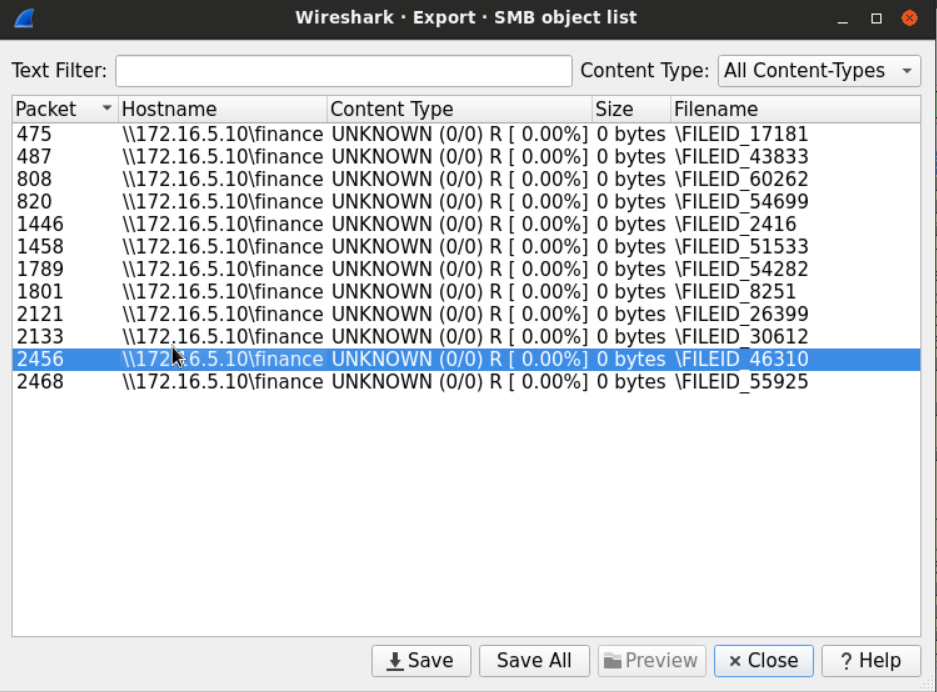 Wireshark · Export · SMB object list
Text Filter: Content Type: All Content-Types
Packet Hostname Content Type Size Filename
475 \\172.16.5.10\finance UNKNOWN (0/0) R [ 0.00%] 0 bytes \FILEID_17181
487 \\172.16.5.10\finance UNKNOWN (0/0) R [ 0.00%] 0 bytes \FILEID_43833
808 \\172.16.5.10\finance UNKNOWN (0/0) R [ 0.00%] 0 bytes \FILEID_60262
820 \\172.16.5.10\finance UNKNOWN (0/0) R [ 0.00%] 0 bytes \FILEID_54699
1446 \\172.16.5.10\finance UNKNOWN (0/0) R [ 0.00%] 0 bytes \FILEID_2416
1458 \\172.16.5.10\finance UNKNOWN (0/0) R [ 0.00%] 0 bytes \FILEID_51533
1789 \\172.16.5.10\finance UNKNOWN (0/0) R [ 0.00%] 0 bytes \FILEID_54282
1801 \\172.16.5.10\finance UNKNOWN (0/0) R [ 0.00%] 0 bytes \FILEID_8251
2121 \\172.16.5.10\finance UNKNOWN (0/0) R [ 0.00%] 0 bytes \FILEID_26399
2133 \\172.16.5.10\finance UNKNOWN (0/0) R [ 0.00%] 0 bytes \FILEID_30612
2456 \\172.16.5.10\finance UNKNOWN (0/0) R [ 0.00%] 0 bytes \FILEID_46310
2468 \\172.16.5.10\finance UNKNOWN (0/0) R [ 0.00%] 0 bytes \FILEID_55925
Save Save All Preview Close ? Help